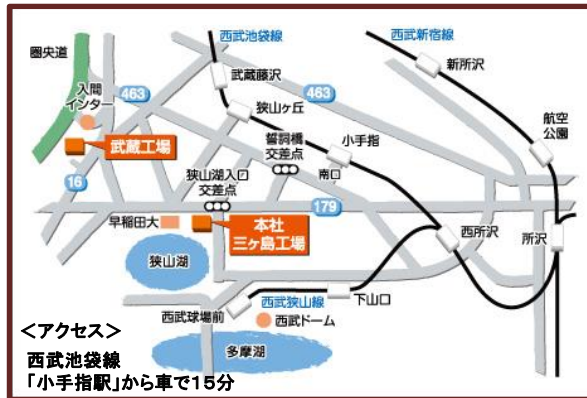 西武池袋線
西武新宿線
圏央道
武蔵藤沢
新所沢
入間
インター
463
狭山ヶ丘
463
航空
公園
誓詞橋
交差点
小手指
武蔵工場
狭山湖入口
交差点
南口
16
179
早稲田大
本社
三ヶ島工場
西所沢
所沢
狭山湖
西武狭山線
下山口
西武球場前
西武ドーム
多摩湖
＜アクセス＞
西武池袋線
「小手指駅」から車で15分